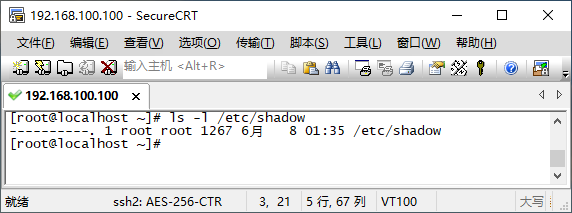 192.168.100.100 - SecureCRT
文件(F) 编辑(E) 查看(V) 选项(O) 传输(T) 脚本(S) 工具(L) 窗口(W) 帮助(H)
输入主机 <Alt+R>
192.168.100.100
[root@localhost ~]# ls -l /etc/shadow
----------. 1 root root 1267 6月   8 01:35 /etc/shadow
[root@localhost ~]#
就绪 ssh2: AES-256-CTR 3, 21 5 行, 67 列 VT100 大写